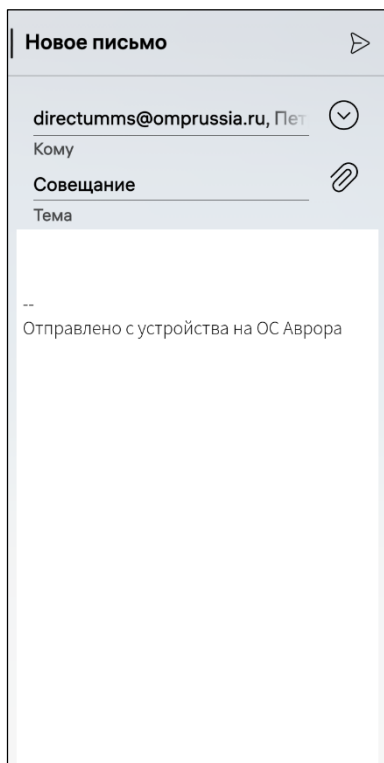 Новое письмо
directumms@omprussia.ru, Пет
Кому
Совещание
Тема
--
Отправлено с устройства на ОС Аврора